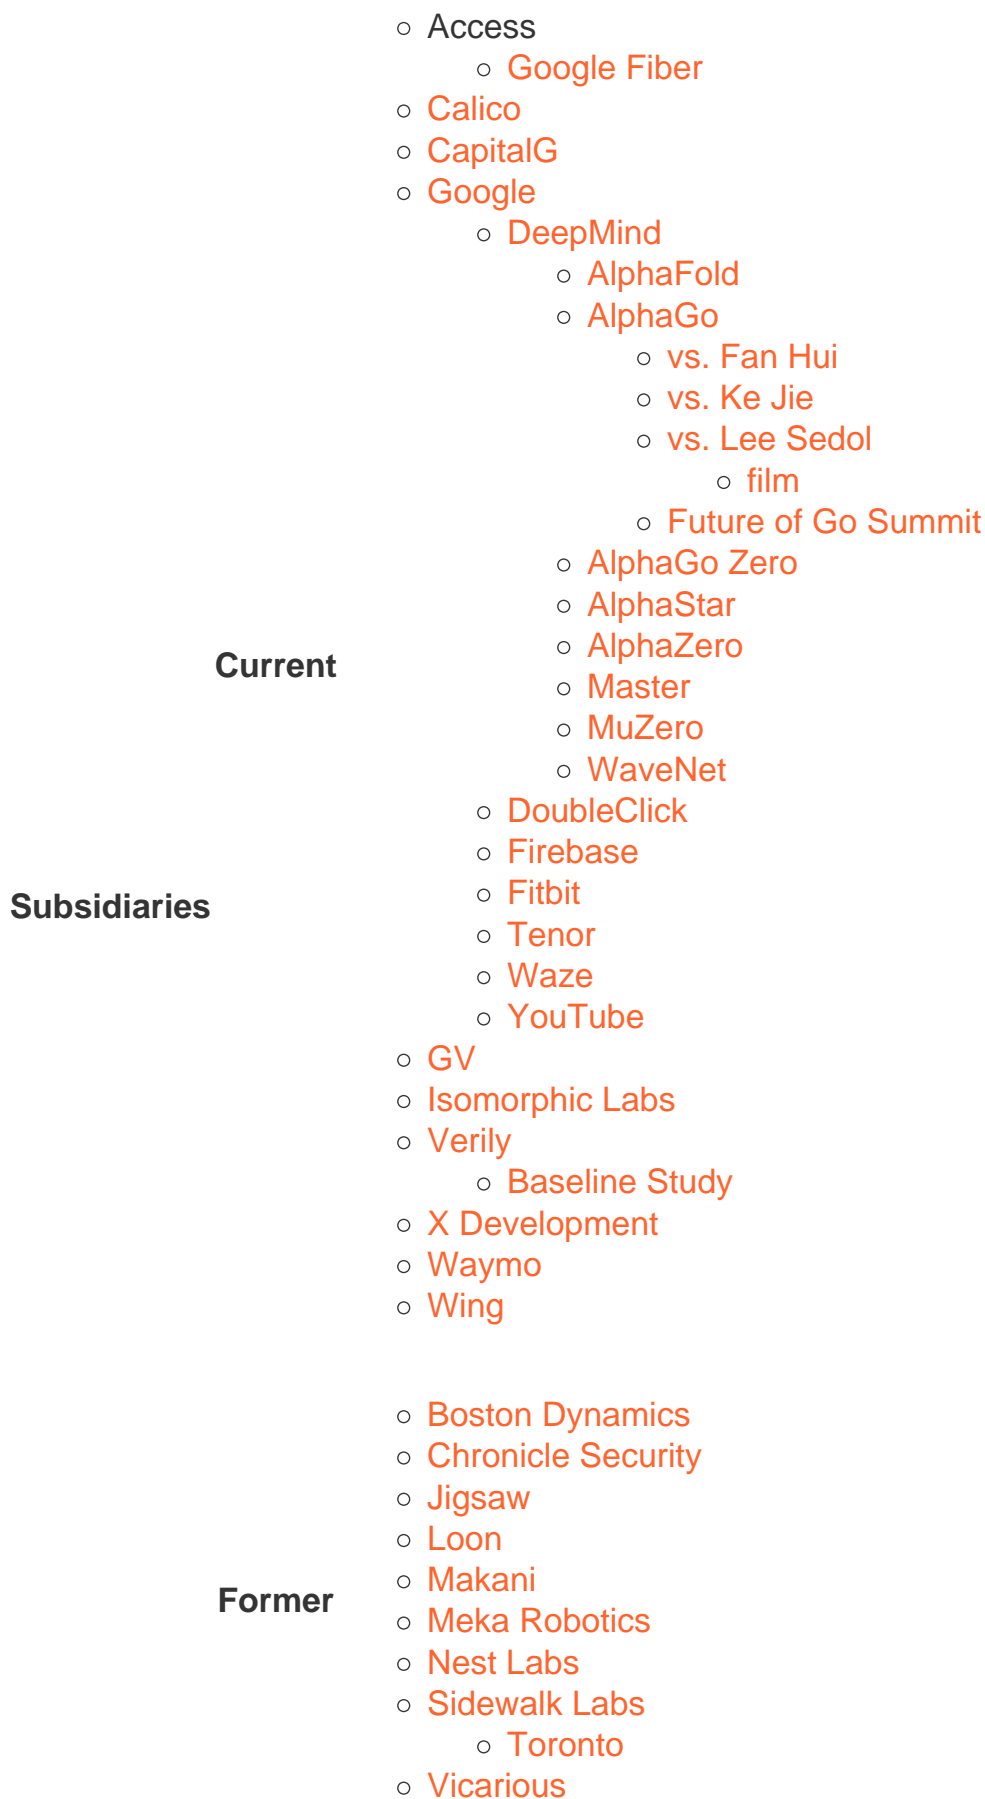 Subsidiaries
Current
Access
Google Fiber
Calico
CapitalG
Google
DeepMind
AlphaFold
AlphaGo
vs. Fan Hui
vs. Ke Jie
vs. Lee Sedol
film
Future of Go Summit
AlphaGo Zero
AlphaStar
AlphaZero
Master
MuZero
WaveNet
DoubleClick
Firebase
Fitbit
Tenor
Waze
YouTube
GV
Isomorphic Labs
Verily
Baseline Study
X Development
Waymo
Wing
Former
Boston Dynamics
Chronicle Security
Jigsaw
Loon
Makani
Meka Robotics
Nest Labs
Sidewalk Labs
Toronto
Vicarious